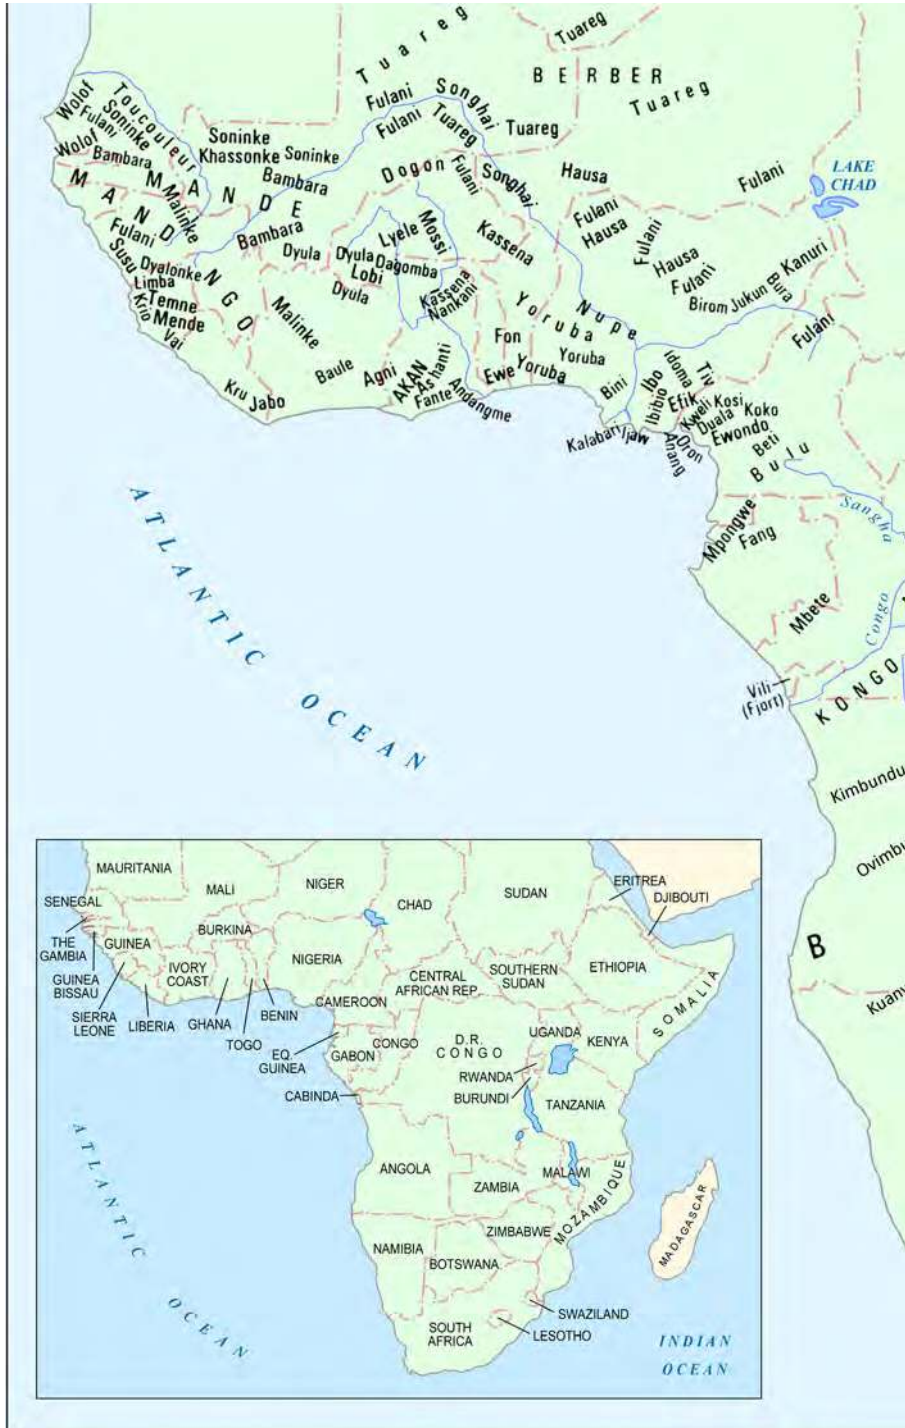 Tuareg
Tuareg
BERBER
Tuareg
Fulani
Songhai
Wolof
Toucouleur
Soninke
Fulani
Wolof
Bambara
Soninke
Khassonke
Soninke
Bambara
Fulani
Tuareg
Tuareg
Dogon
Fulani
Songhai
Hausa
Fulani
LAKE
CHAD
MANDINGO
MANDE
Malinke
Fulani
Susu
Dyalonke
Limba
Temne
Krio
Mende
Vai
Bambara
Dyula
Dyula
Lyele
Mossi
Dagomba
Lobi
Dyula
Kassena
Kassena
Nankani
Fulani
Hausa
Fulani
Hausa
Fulani
Birom
Jukun
Bura
Kanuri
Fulani
Malinke
Yoruba
Nupe
Fon
Yoruba
Kru
Jabo
Baule
Agni
AKAN
Ashanti
Fante
Andangme
Ewe
Yoruba
Bini
Ibo
Idoma
Tiv
Ibibio
Efik
Kweli
Kosi
Duala
Koko
Ewondo
Beti
Bulu
Kalabari
Ijaw
Oron
Anang
Sangha
Mpongwe
Fang
Mbete
Congo
Vili
(Fjort)
KONGO
ATLANTIC OCEAN
Kimbundu
Ovimbu
B
Kuany
MAURITANIA
MALI
NIGER
CHAD
SUDAN
ERITREA
DJIBOUTI
SENEGAL
THE
GAMBIA
GUINEA
BISSAU
GUINEA
SIERRA
LEONE
LIBERIA
IVORY
COAST
BURKINA
GHANA
TOGO
BENIN
NIGERIA
CAMEROON
CENTRAL
AFRICAN REP.
SOUTHERN
SUDAN
ETHIOPIA
SOMALIA
EQ.
GUINEA
GABON
CONGO
D.R.
CONGO
UGANDA
KENYA
RWANDA
BURUNDI
CABINDA
TANZANIA
ANGOLA
ZAMBIA
MALAWI
MOZAMBIQUE
ZIMBABWE
NAMIBIA
BOTSWANA
MADAGASCAR
SWAZILAND
LESOTHO
SOUTH
AFRICA
ATLANTIC OCEAN
INDIAN
OCEAN